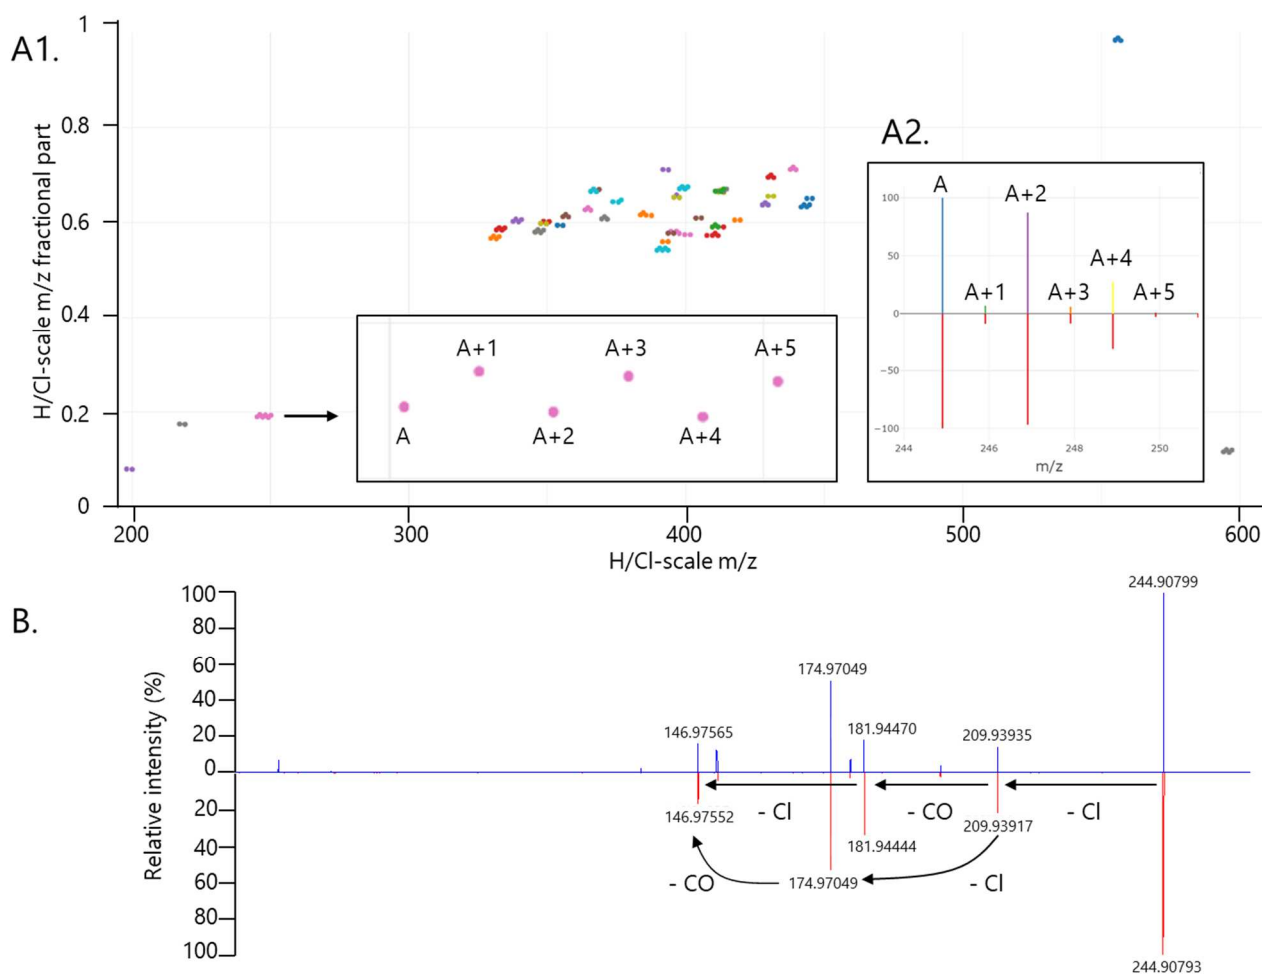 A1.
H/Cl-scale m/z fractional part
1
0.8
0.6
0.4
0.2
0
200
300
400
500
600
H/Cl-scale m/z
A+1
A+3
A+5
A
A+2
A+4
A2.
A
A+2
A+4
A+1
A+3
A+5
100
50
0
−50
−100
244
246
248
250
m/z
B.
Relative intensity (%)
100
80
60
40
20
0
20
40
60
80
100
244.90799
174.97049
146.97565
181.94470
209.93935
- Cl
- CO
- Cl
146.97552
209.93917
181.94444
- CO
174.97049
- Cl
244.90793